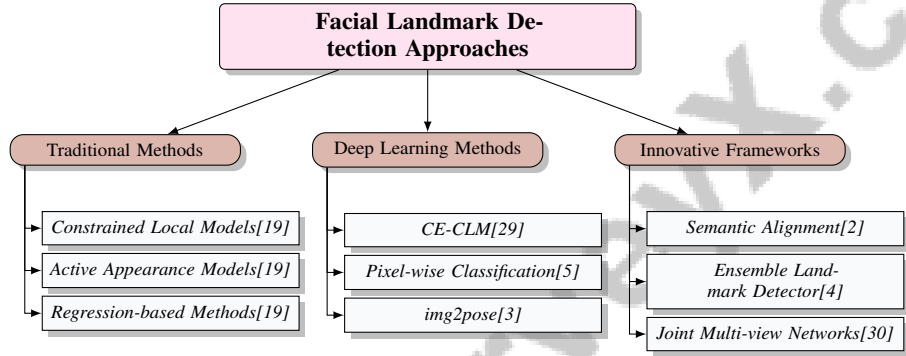 Facial Landmark De-
tection Approaches
Traditional Methods
Deep Learning Methods
Innovative Frameworks
Constrained Local Models[19]
Active Appearance Models[19]
Regression-based Methods[19]
CE-CLM[29]
Pixel-wise Classification[5]
img2pose[3]
Semantic Alignment[2]
Ensemble Land-
mark Detector[4]
Joint Multi-view Networks[30]